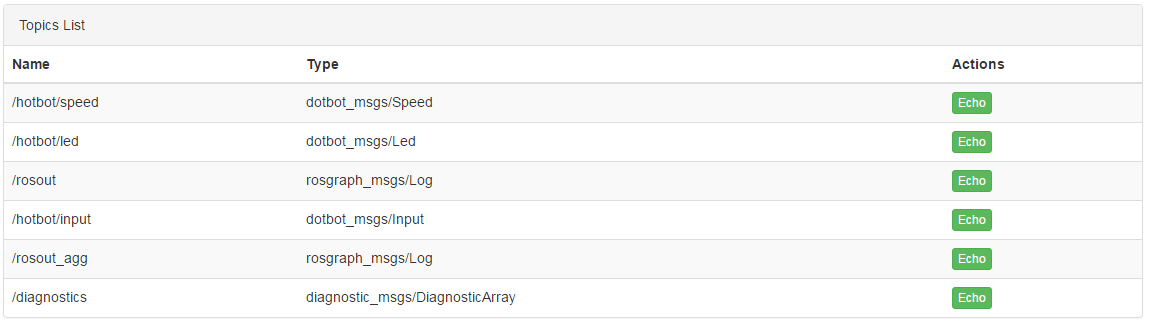 Topics List
Name Type Actions
/hotbot/speed dotbot_msgs/Speed Echo
/hotbot/led dotbot_msgs/Led Echo
/rosout rosgraph_msgs/Log Echo
/hotbot/input dotbot_msgs/Input Echo
/rosout_agg rosgraph_msgs/Log Echo
/diagnostics diagnostic_msgs/DiagnosticArray Echo